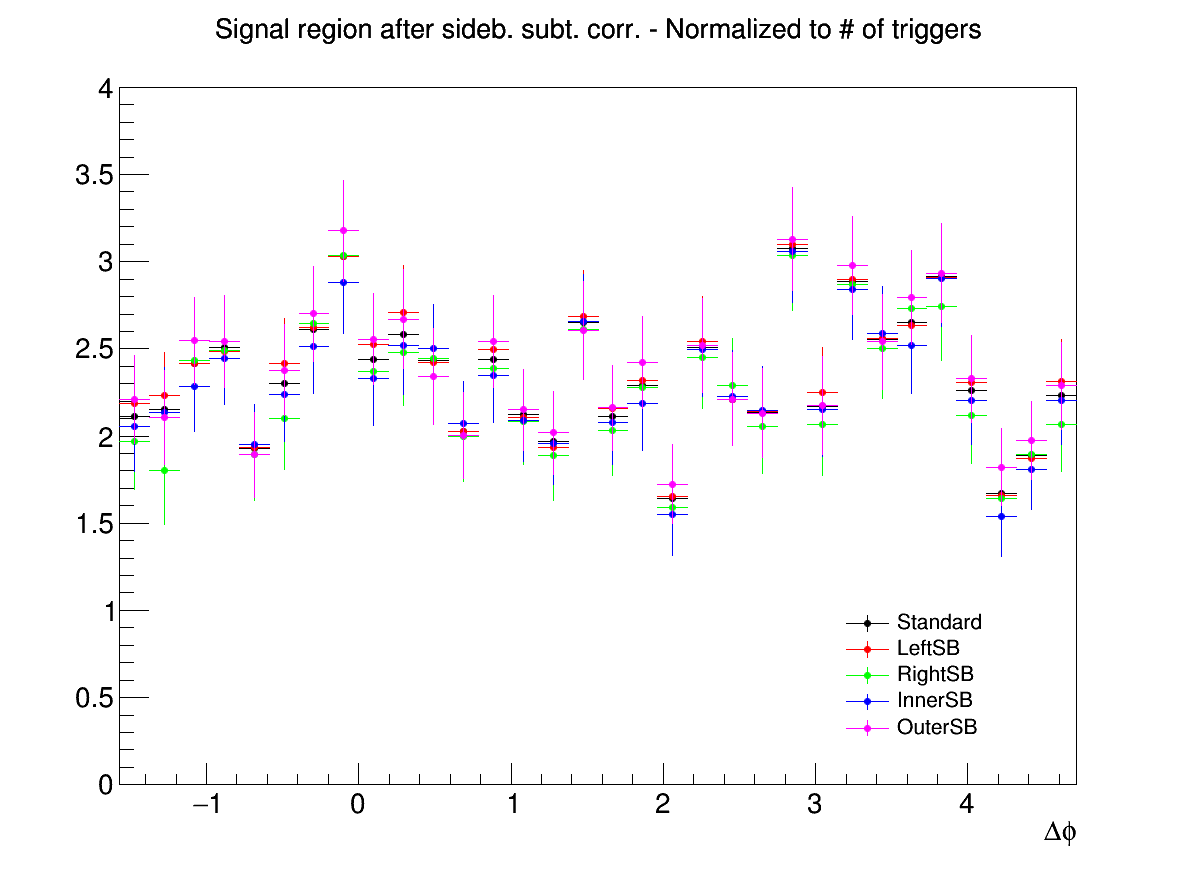 Signal region after sideb. subt. corr. - Normalized to # of triggers
4
3.5
3
2.5
2
1.5
1
0.5
0
Standard
LeftSB
RightSB
InnerSB
OuterSB
−1 0 1 2 3 4
Δϕ